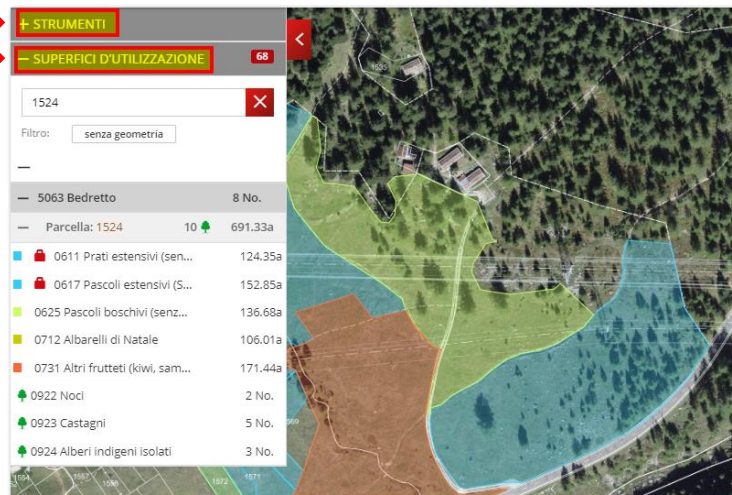 + STRUMENTI
— SUPERFICI D'UTILIZZAZIONE 68
1524
Filtro: senza geometria
—
— 5063 Bedretto 8 No.
— Parcella: 1524 10 691.33a
0611 Prati estensivi (sen... 124.35a
0617 Pascoli estensivi (S... 152.85a
0625 Pascoli boschivi (senz... 136.68a
0712 Albarelli di Natale 106.01a
0731 Altri frutteti (kiwi, sam... 171.44a
0922 Noci 2 No.
0923 Castagni 5 No.
0924 Alberi indigeni isolati 3 No.
1535
1572
1571